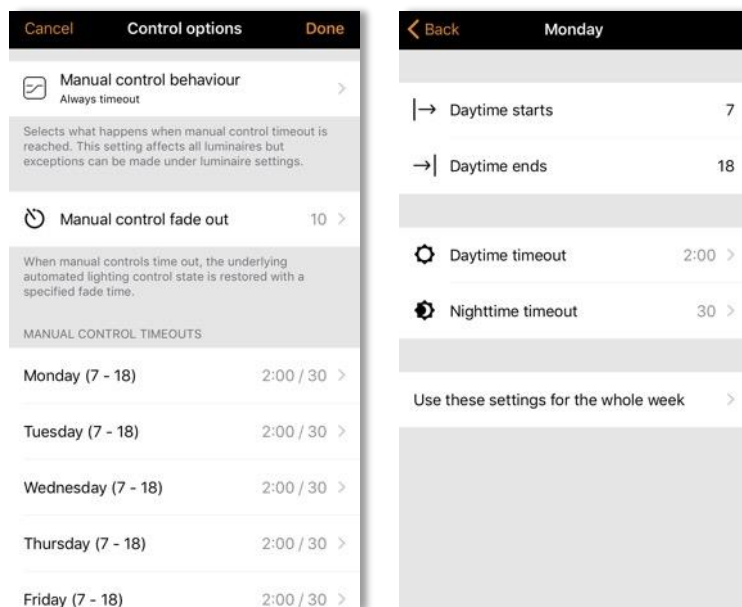 Cancel Control options Done
Manual control behaviour
Always timeout
Selects what happens when manual control timeout is
reached. This setting affects all luminaires but
exceptions can be made under luminaire settings.
Manual control fade out 10
When manual controls time out, the underlying
automated lighting control state is restored with a
specified fade time.
MANUAL CONTROL TIMEOUTS
Monday (7 - 18) 2:00 / 30
Tuesday (7 - 18) 2:00 / 30
Wednesday (7 - 18) 2:00 / 30
Thursday (7 - 18) 2:00 / 30
Friday (7 - 18) 2:00 / 30
Back Monday
Daytime starts 7
Daytime ends 18
Daytime timeout 2:00
Nighttime timeout 30
Use these settings for the whole week